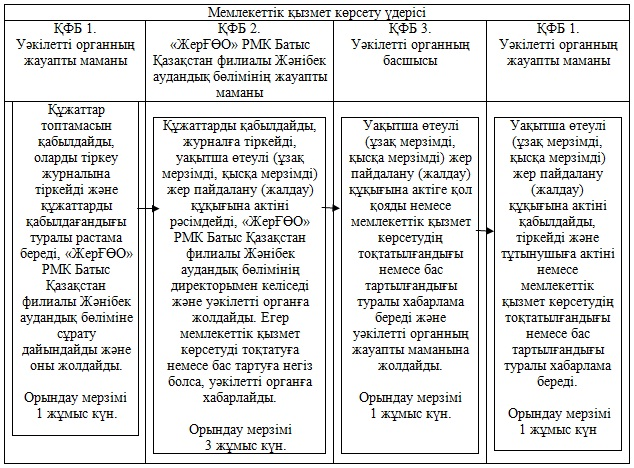 Мемлекеттік қызмет көрсету үдерісі
ҚФБ 1.
Уәкілетті органның
жауапты маманы
ҚФБ 2.
«ЖерҒӨО» РМК Батыс
Қазақстан филиалы Жәнібек
аудандық бөлімінің жауапты
маманы
ҚФБ 3.
Уәкілетті органның
басшысы
ҚФБ 1.
Уәкілетті органның
жауапты маманы
Құжаттар
топтамасын
қабылдайды,
оларды тіркеу
журналына
тіркейді және
құжаттарды
қабылдағандығы
туралы растама
береді, «ЖерҒӨО»
РМК Батыс
Қазақстан
филиалы Жәнібек
аудандық бөліміне
сұрату
дайындайды және
оны жолдайды.
Орындау мерзімі
1 жұмыс күн.
Құжаттарды қабылдайды,
журналға тіркейді,
уақытша өтеулі (ұзақ
мерзімді, қысқа мерзімді)
жер пайдалану (жалдау)
құқығына актіні
рәсімдейді, «ЖерҒӨО»
РМК Батыс Қазақстан
филиалы Жәнібек
аудандық бөлімінің
директорымен келіседі
және уәкілетті органға
жолдайды. Егер
мемлекеттік қызмет
көрсетуді тоқтатуға
немесе бас тартуға негіз
болса, уәкілетті органға
хабарлайды.
Орындау мерзімі
3 жұмыс күн.
Уақытша өтеулі
(ұзақ мерзімді,
қысқа мерзімді) жер
пайдалану (жалдау)
құқығына актіге қол
қояды немесе
мемлекеттік қызмет
көрсетудің
тоқтатылғандығы
немесе бас
тартылғандығы
туралы хабарлама
береді және
уәкілетті органның
жауапты маманына
жолдайды.
Орындау мерзімі
1 жұмыс күн.
Уақытша өтеулі
(ұзақ мерзімді,
қысқа мерзімді)
жер пайдалану
(жалдау)
құқығына актіні
қабылдайды,
тіркейді және
тұтынушыға актіні
немесе
мемлекеттік
қызмет көрсетудің
тоқтатылғандығы
немесе бас
тартылғандығы
туралы хабарлама
береді.
Орындау мерзімі
1 жұмыс күн